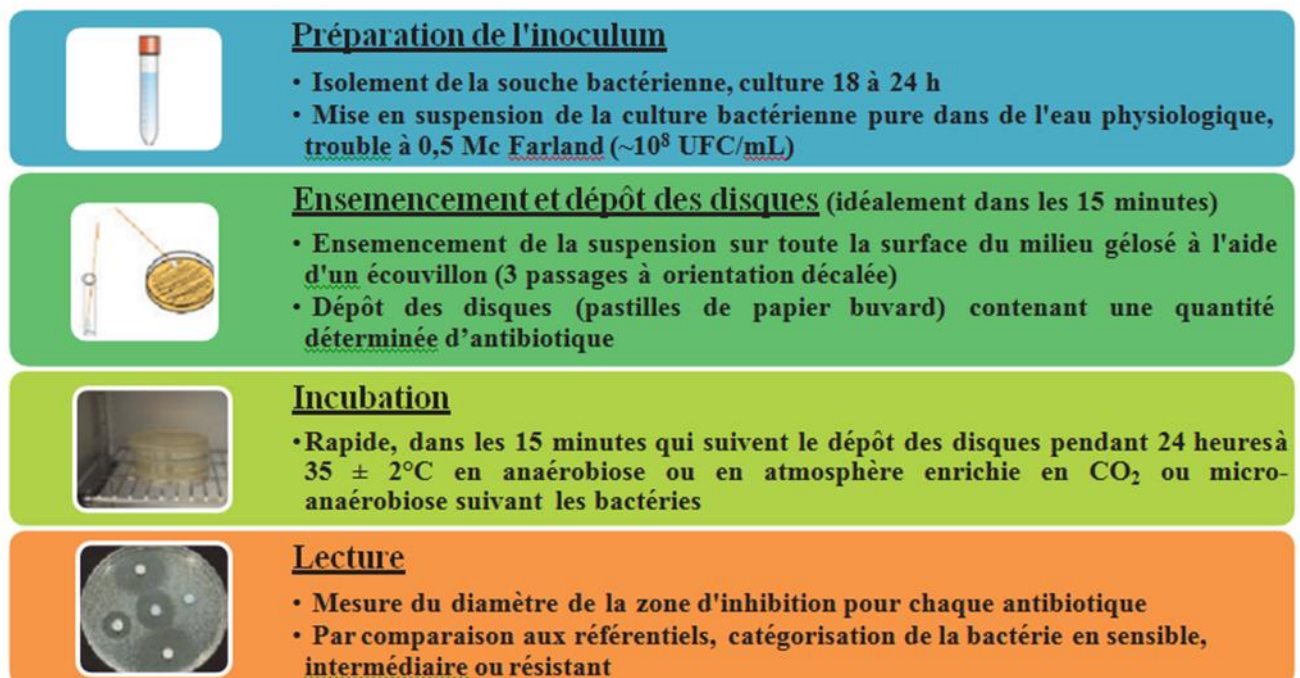 Préparation de l'inoculum
• Isolement de la souche bactérienne, culture 18 à 24 h
• Mise en suspension de la culture bactérienne pure dans de l'eau physiologique,
trouble à 0,5 Mc Farland (~10⁸ UFC/mL)
Ensemencement et dépôt des disques (idéalement dans les 15 minutes)
• Ensemencement de la suspension sur toute la surface du milieu gélosé à l'aide
d'un écouvillon (3 passages à orientation décalée)
• Dépôt des disques (pastilles de papier buvard) contenant une quantité
déterminée d’antibiotique
Incubation
•Rapide, dans les 15 minutes qui suivent le dépôt des disques pendant 24 heures à
35 ± 2°C en anaérobiose ou en atmosphère enrichie en CO₂ ou micro-
anaérobiose suivant les bactéries
Lecture
• Mesure du diamètre de la zone d'inhibition pour chaque antibiotique
• Par comparaison aux référentiels, catégorisation de la bactérie en sensible,
intermédiaire ou résistant